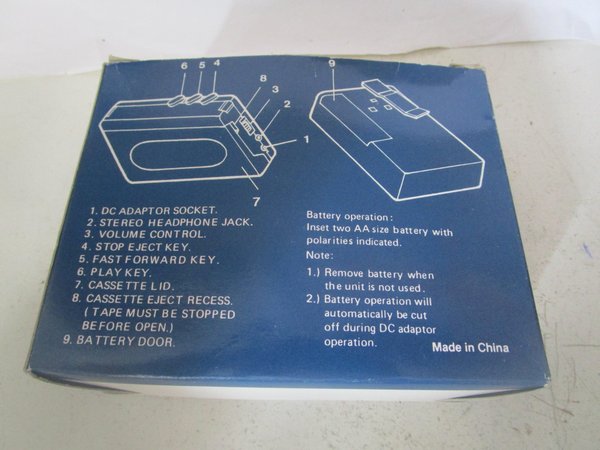 6 5 4
8
3
2
1
7
9
1. DC ADAPTOR SOCKET.
2. STEREO HEADPHONE JACK.
3. VOLUME CONTROL.
4. STOP EJECT KEY.
5. FAST FORWARD KEY.
6. PLAY KEY.
7. CASSETTE LID.
8. CASSETTE EJECT RECESS.
( TAPE MUST BE STOPPED
BEFORE OPEN.)
9. BATTERY DOOR.
Battery operation :
Inset two AA size battery with
polarities indicated.
Note:
1.) Remove battery when
the unit is not used.
2.) Battery operation will
automatically be cut
off during DC adaptor
operation.
Made in China